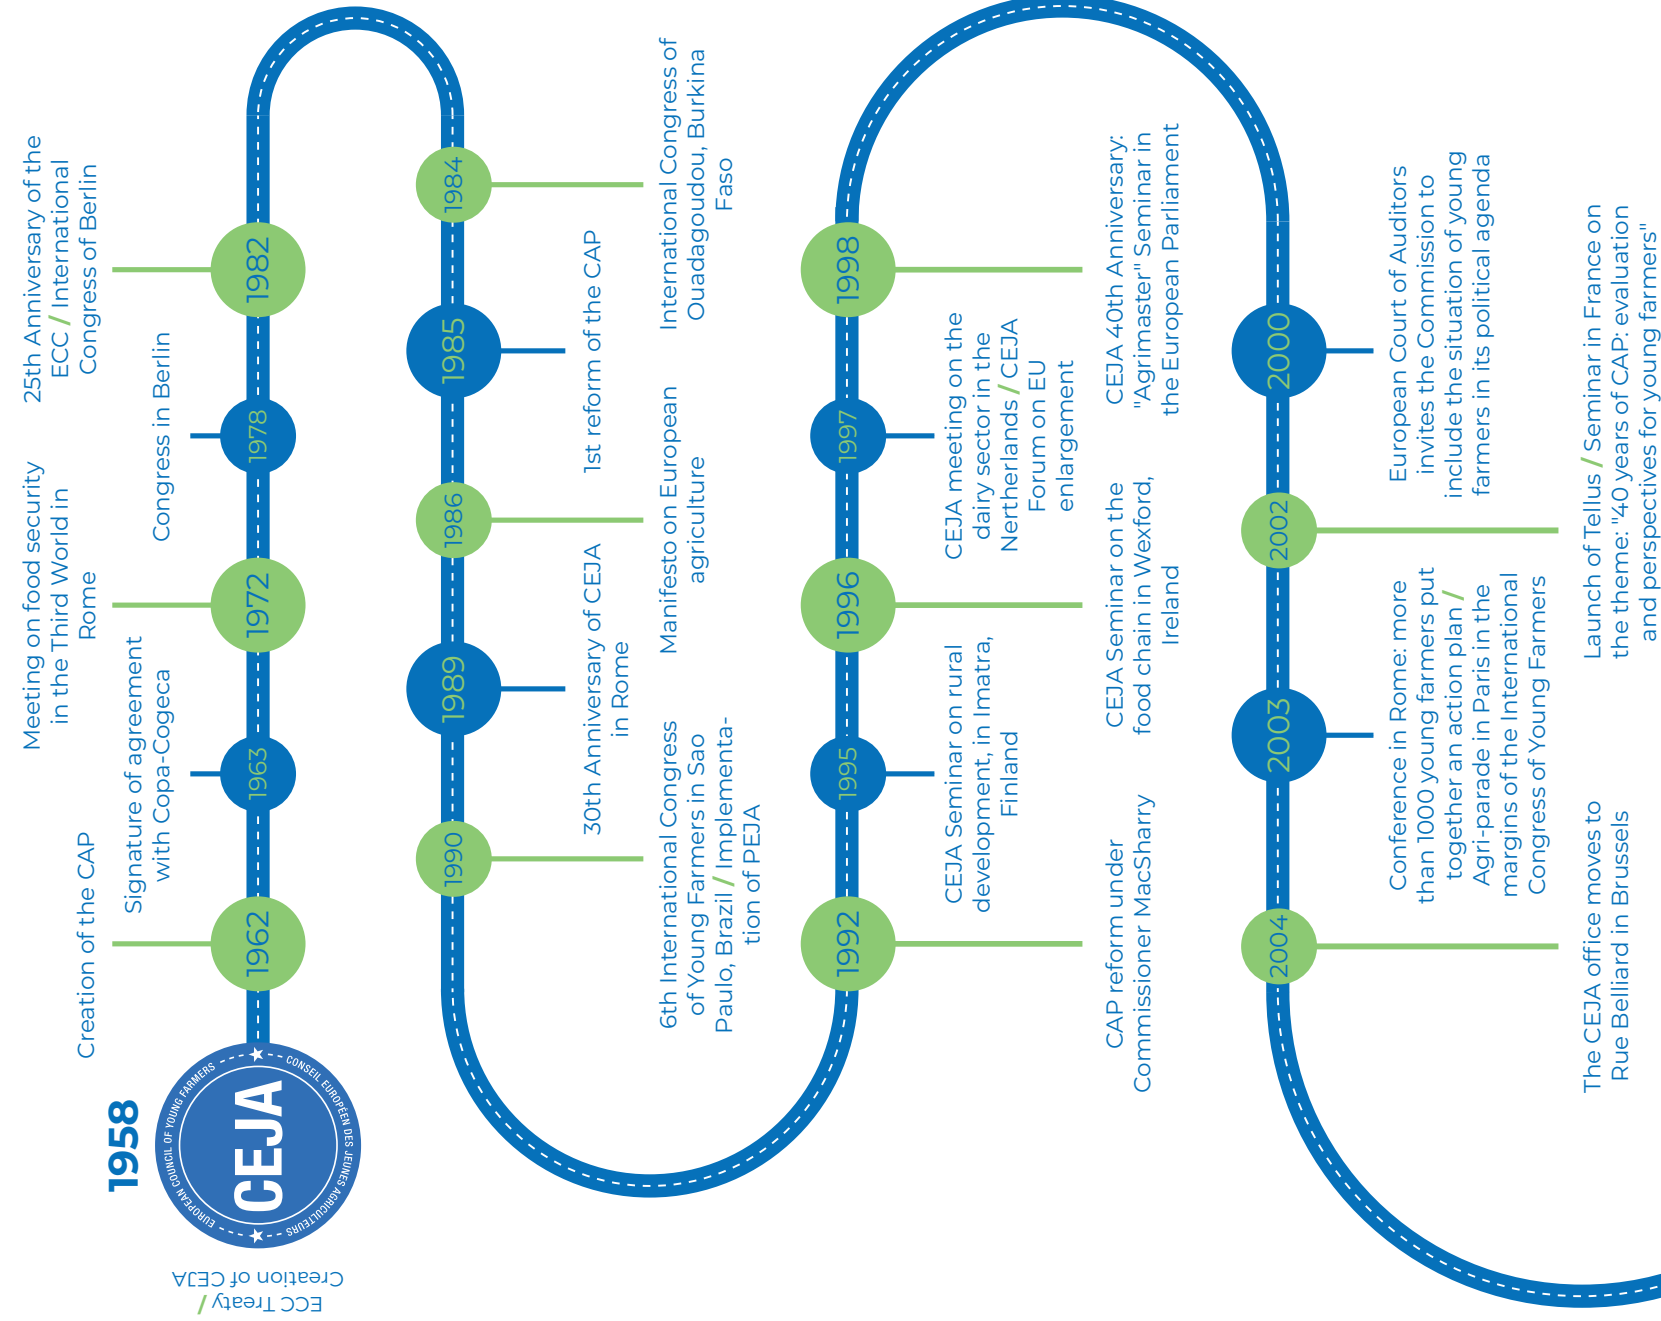 1958
EUROPEAN COUNCIL OF YOUNG FARMERS
CEJA
CONSEIL EUROPÉEN DES JEUNES AGRICULTEURS
ECC Treaty /
Creation of CEJA
1962
Creation of the CAP
1963
Signature of agreement
with Copa-Cogeca
1972
Meeting on food security
in the Third World in
Rome
1978
Congress in Berlin
1982
25th Anniversary of the
ECC / International
Congress of Berlin
1984
International Congress of
Ouadagoudou, Burkina
Faso
1985
1st reform of the CAP
1986
Manifesto on European
agriculture
1989
30th Anniversary of CEJA
in Rome
1990
6th International Congress
of Young Farmers in Sao
Paulo, Brazil / Implementa-
tion of PEJA
1992
CAP reform under
Commissioner MacSharry
1995
CEJA Seminar on rural
development, in Imatra,
Finland
1996
CEJA Seminar on the
food chain in Wexford,
Ireland
1997
CEJA meeting on the
dairy sector in the
Nertherlands / CEJA
Forum on EU
enlargement
1998
CEJA 40th Anniversary:
"Agrimaster" Seminar in
the European Parliament
2000
European Court of Auditors
invites the Commission to
include the situation of young
farmers in its political agenda
2002
Launch of Tellus / Seminar in France on
the theme: "40 years of CAP: evaluation
and perspectives for young farmers"
2003
Conference in Rome: more
than 1000 young farmers put
together an action plan /
Agri-parade in Paris in the
margins of the International
Congress of Young Farmers
2004
The CEJA office moves to
Rue Belliard in Brussels